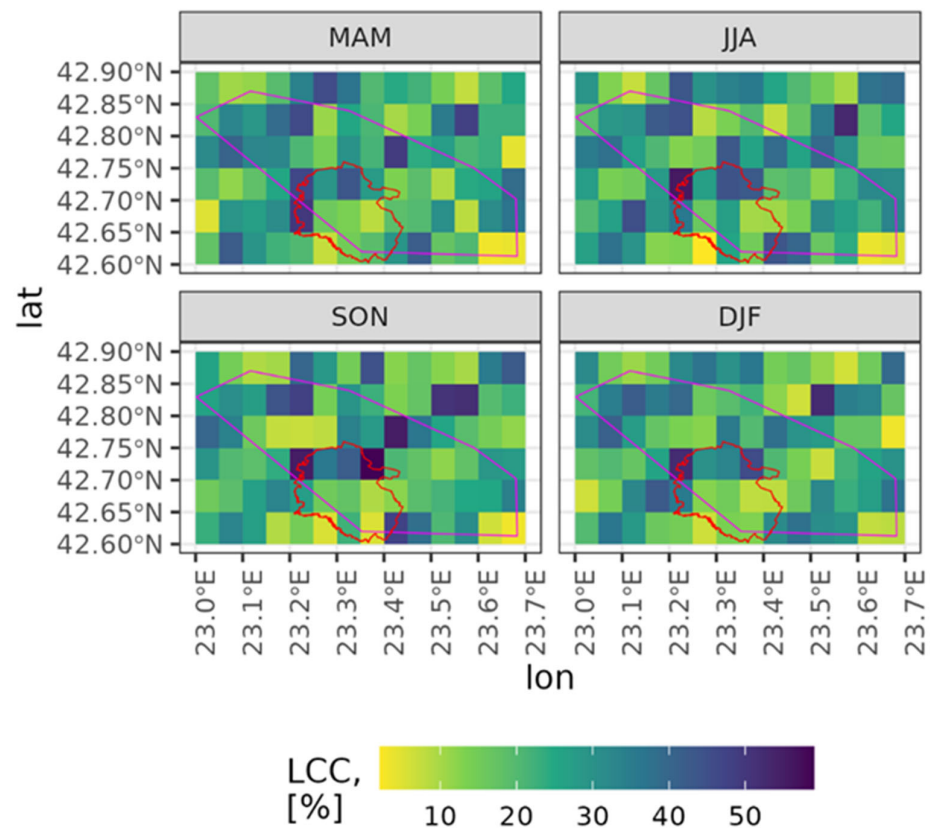 MAM
JJA
42.90°N
42.85°N
42.80°N
42.75°N
42.70°N
42.65°N
42.60°N
lat
SON
DJF
42.90°N
42.85°N
42.80°N
42.75°N
42.70°N
42.65°N
42.60°N
23.0°E
23.1°E
23.2°E
23.3°E
23.4°E
23.5°E
23.6°E
23.7°E
23.0°E
23.1°E
23.2°E
23.3°E
23.4°E
23.5°E
23.6°E
23.7°E
lon
LCC,
[%]
10 20 30 40 50